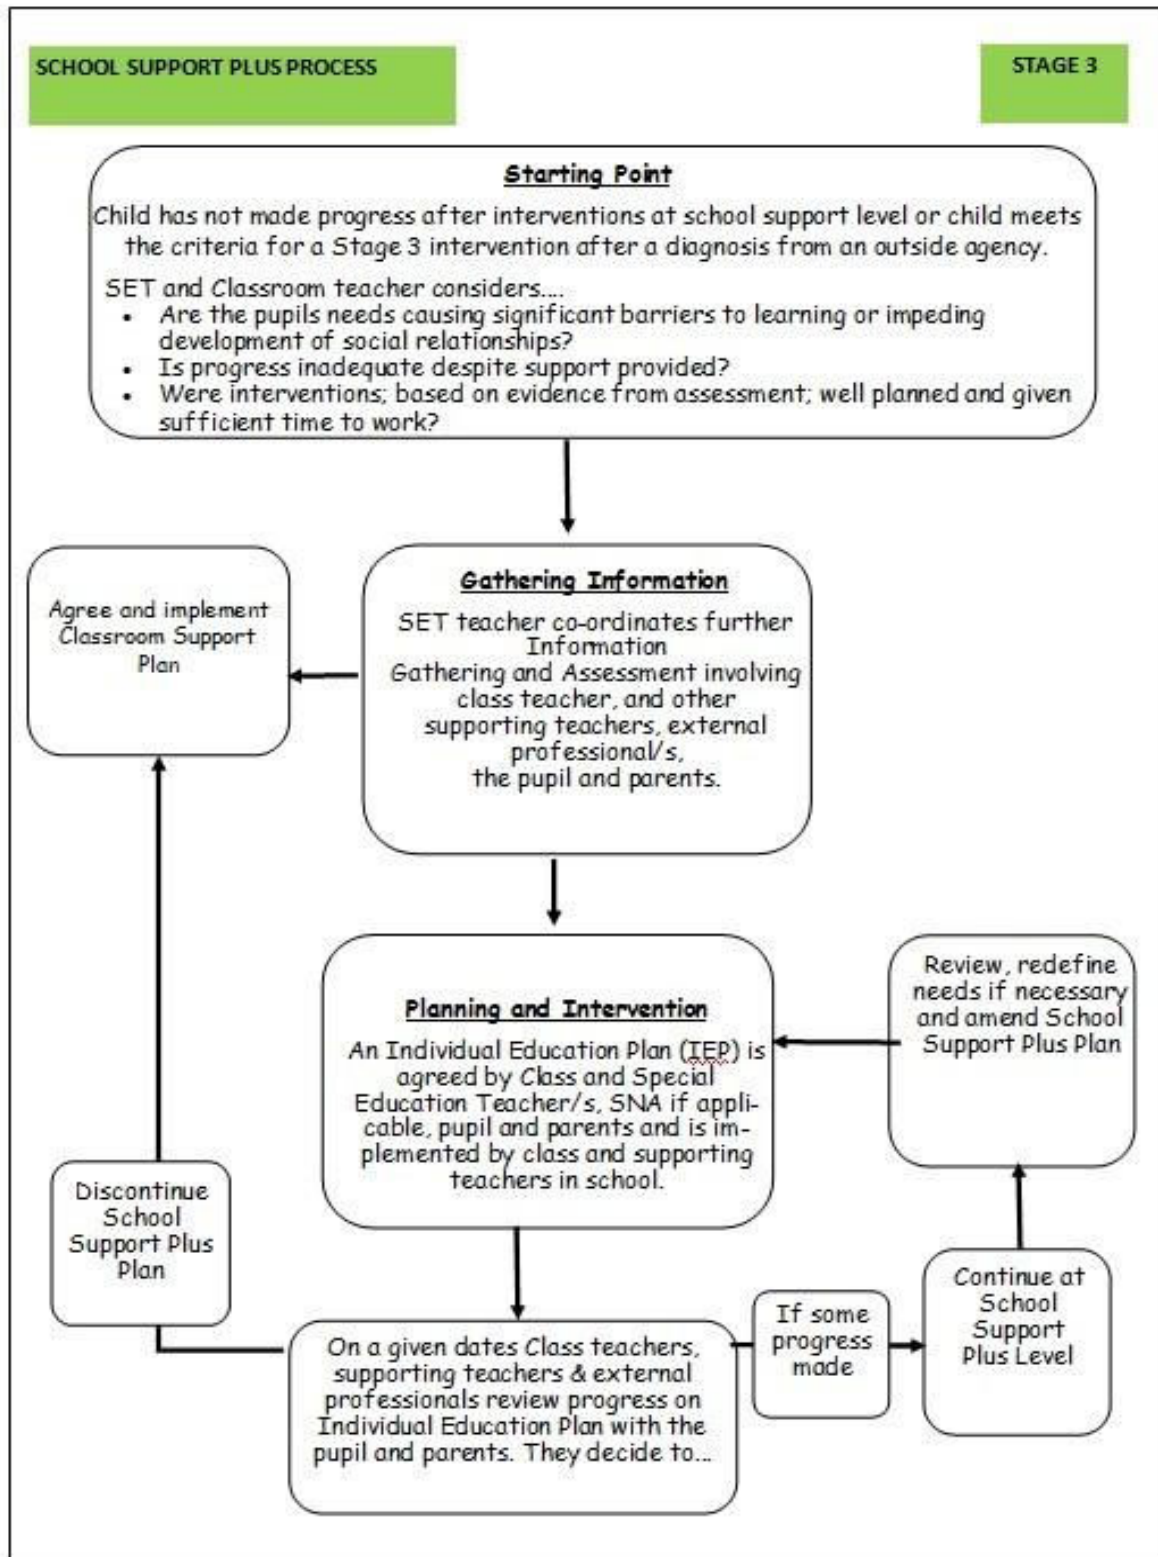 SCHOOL SUPPORT PLUS PROCESS
STAGE 3
Starting Point
Child has not made progress after interventions at school support level or child meets
the criteria for a Stage 3 intervention after a diagnosis from an outside agency.
SET and Classroom teacher considers....
• Are the pupils needs causing significant barriers to learning or impeding
development of social relationships?
• Is progress inadequate despite support provided?
• Were interventions; based on evidence from assessment; well planned and given
sufficient time to work?
Agree and implement
Classroom Support
Plan
Gathering Information
SET teacher co-ordinates further
Information
Gathering and Assessment involving
class teacher, and other
supporting teachers, external
professional/s,
the pupil and parents.
Planning and Intervention
An Individual Education Plan (IEP) is
agreed by Class and Special
Education Teacher/s, SNA if appli-
cable, pupil and parents and is im-
plemented by class and supporting
teachers in school.
Review, redefine
needs if necessary
and amend School
Support Plus Plan
Discontinue
School
Support Plus
Plan
On a given dates Class teachers,
supporting teachers & external
professionals review progress on
Individual Education Plan with the
pupil and parents. They decide to...
If some
progress
made
Continue at
School
Support
Plus Level